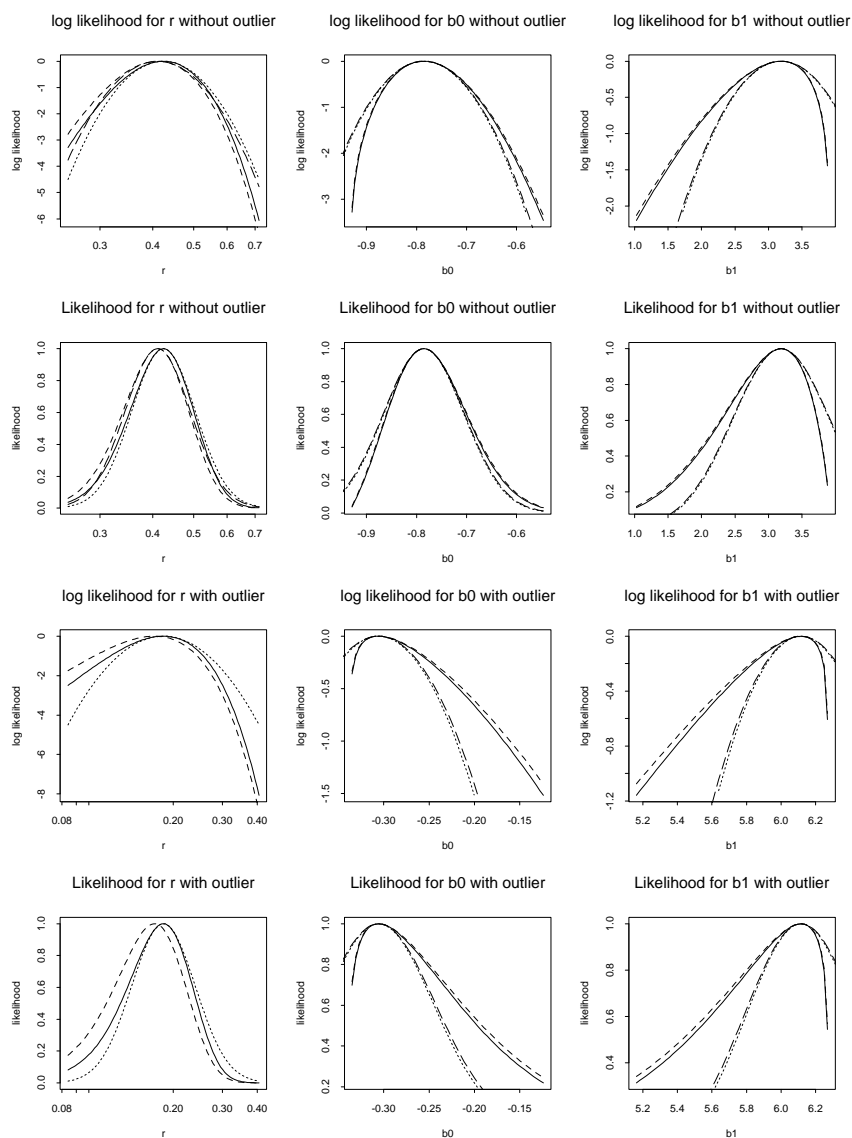 log likelihood for r without outlier
log likelihood
0
-1
-2
-3
-4
-5
-6
0.3 0.4 0.5 0.6 0.7
r
log likelihood for b0 without outlier
log likelihood
0
-1
-2
-3
-0.9 -0.8 -0.7 -0.6
b0
log likelihood for b1 without outlier
log likelihood
0.0
-0.5
-1.0
-1.5
-2.0
1.0 1.5 2.0 2.5 3.0 3.5
b1
Likelihood for r without outlier
likelihood
1.0
0.8
0.6
0.4
0.2
0.0
0.3 0.4 0.5 0.6 0.7
r
Likelihood for b0 without outlier
likelihood
1.0
0.8
0.6
0.4
0.2
0.0
-0.9 -0.8 -0.7 -0.6
b0
Likelihood for b1 without outlier
likelihood
1.0
0.8
0.6
0.4
0.2
1.0 1.5 2.0 2.5 3.0 3.5
b1
log likelihood for r with outlier
log likelihood
0
-2
-4
-6
-8
0.08 0.20 0.30 0.40
r
log likelihood for b0 with outlier
log likelihood
0.0
-0.5
-1.0
-1.5
-0.30 -0.25 -0.20 -0.15
b0
log likelihood for b1 with outlier
log likelihood
0.0
-0.4
-0.8
-1.2
5.2 5.4 5.6 5.8 6.0 6.2
b1
Likelihood for r with outlier
likelihood
1.0
0.8
0.6
0.4
0.2
0.0
0.08 0.20 0.30 0.40
r
Likelihood for b0 with outlier
likelihood
1.0
0.8
0.6
0.4
0.2
-0.30 -0.25 -0.20 -0.15
b0
Likelihood for b1 with outlier
likelihood
1.0
0.8
0.6
0.4
5.2 5.4 5.6 5.8 6.0 6.2
b1